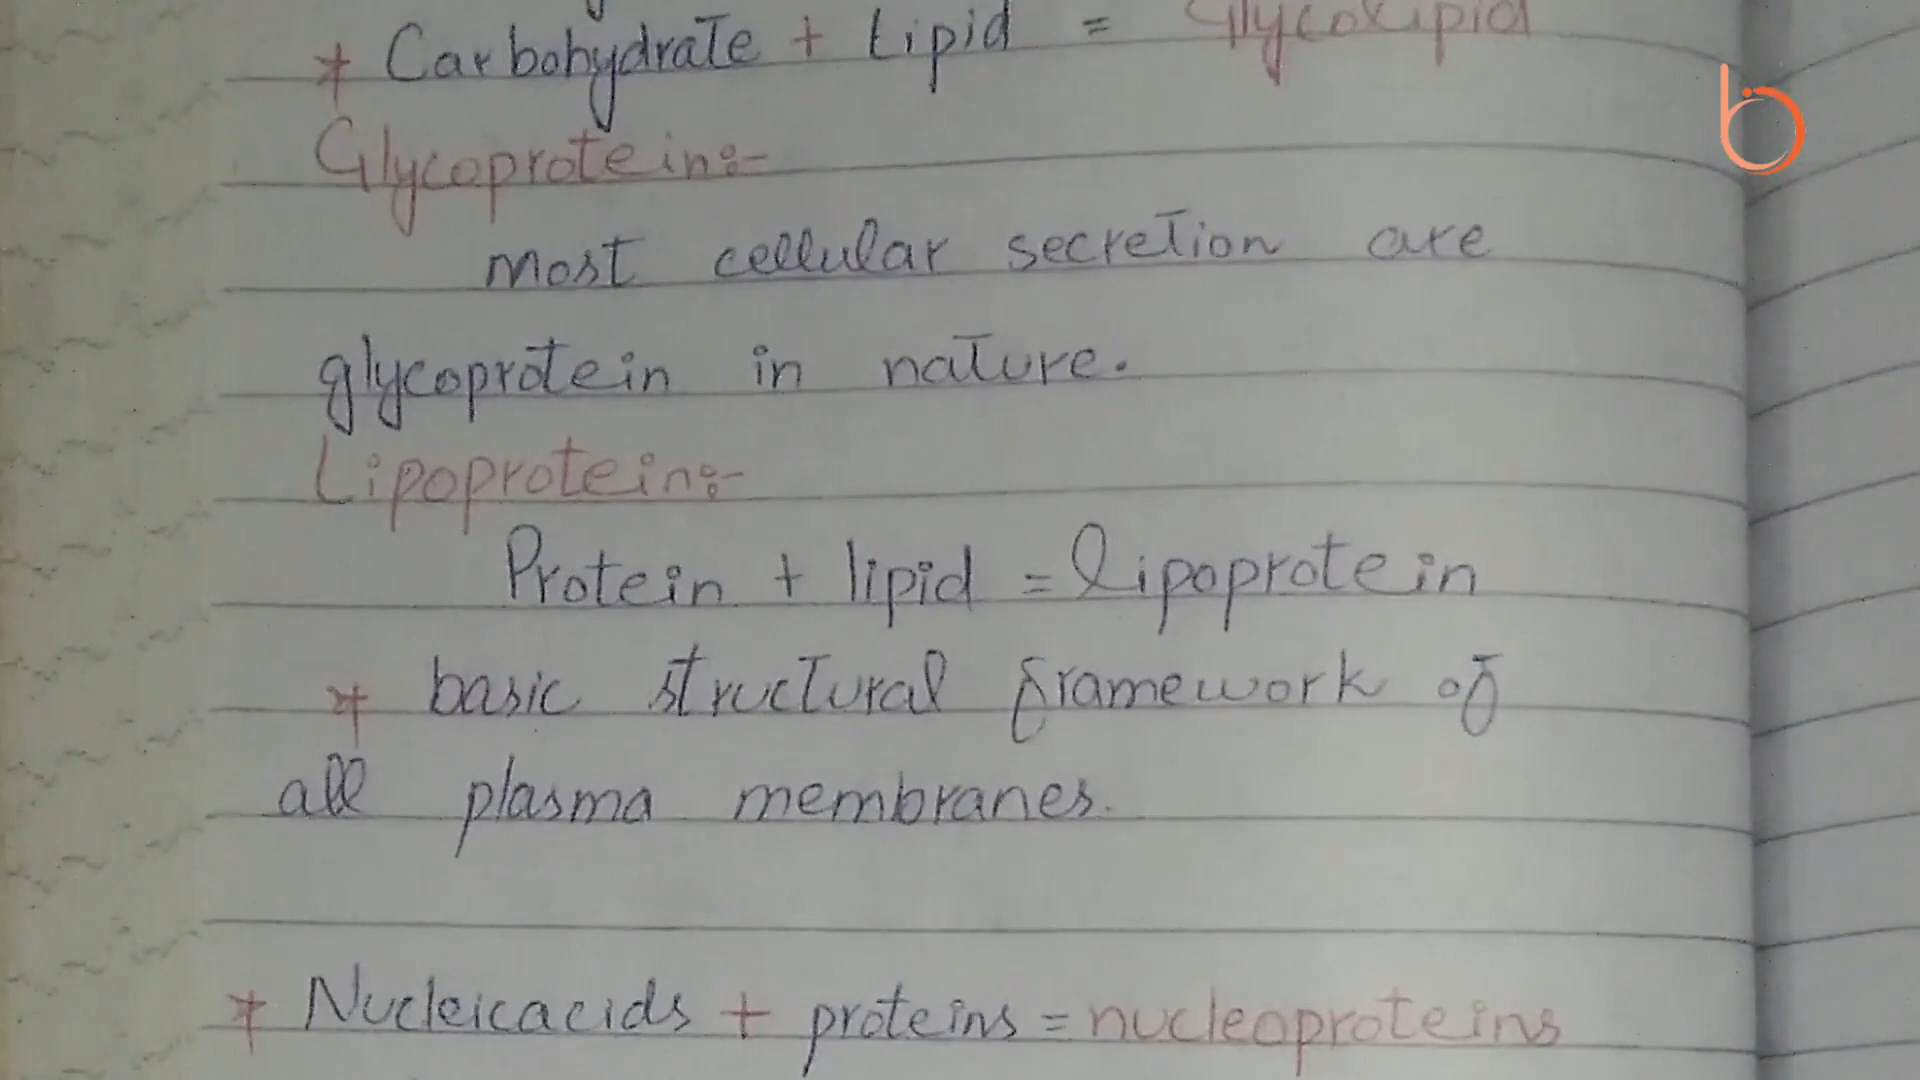 * Carbohydrate + Lipid = Glycolipid
Glycoprotein:-
most cellular secretion are
glycoprotein in nature.
Lipoprotein:-
Protein + lipid = lipoprotein
* basic structural framework of
all plasma membranes.
* Nucleicacids + proteins = nucleoproteins